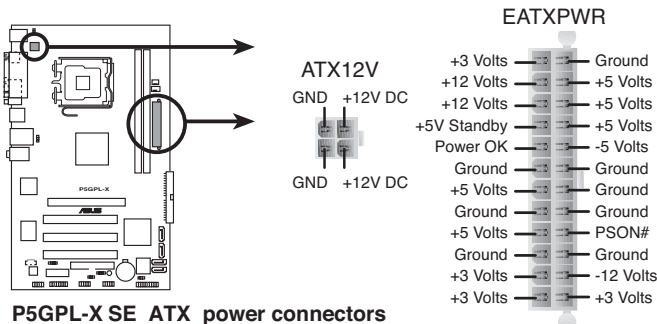 EATXPWR
ATX12V
GND +12V DC
GND +12V DC
+3 Volts Ground
+12 Volts +5 Volts
+12 Volts +5 Volts
+5V Standby +5 Volts
Power OK -5 Volts
Ground Ground
+5 Volts Ground
Ground Ground
+5 Volts PSON#
Ground Ground
+3 Volts -12 Volts
+3 Volts +3 Volts
P5GPL-X
ASUS
P5GPL-X SE ATX power connectors